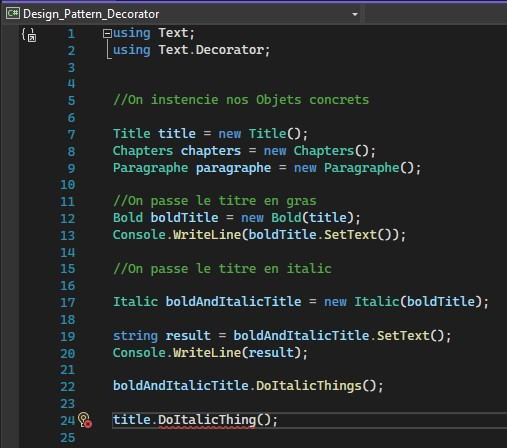 Design_Pattern_Decorator
1 using Text;
2 using Text.Decorator;
3
4
5 //On instencie nos Objets concrets
6
7 Title title = new Title();
8 Chapters chapters = new Chapters();
9 Paragraphe paragraphe = new Paragraphe();
10
11 //On passe le titre en gras
12 Bold boldTitle = new Bold(title);
13 Console.WriteLine(boldTitle.SetText());
14
15 //On passe le titre en italic
16
17 Italic boldAndItalicTitle = new Italic(boldTitle);
18
19 string result = boldAndItalicTitle.SetText();
20 Console.WriteLine(result);
21
22 boldAndItalicTitle.DoItalicThings();
23
24 title.DoItalicThing();
25